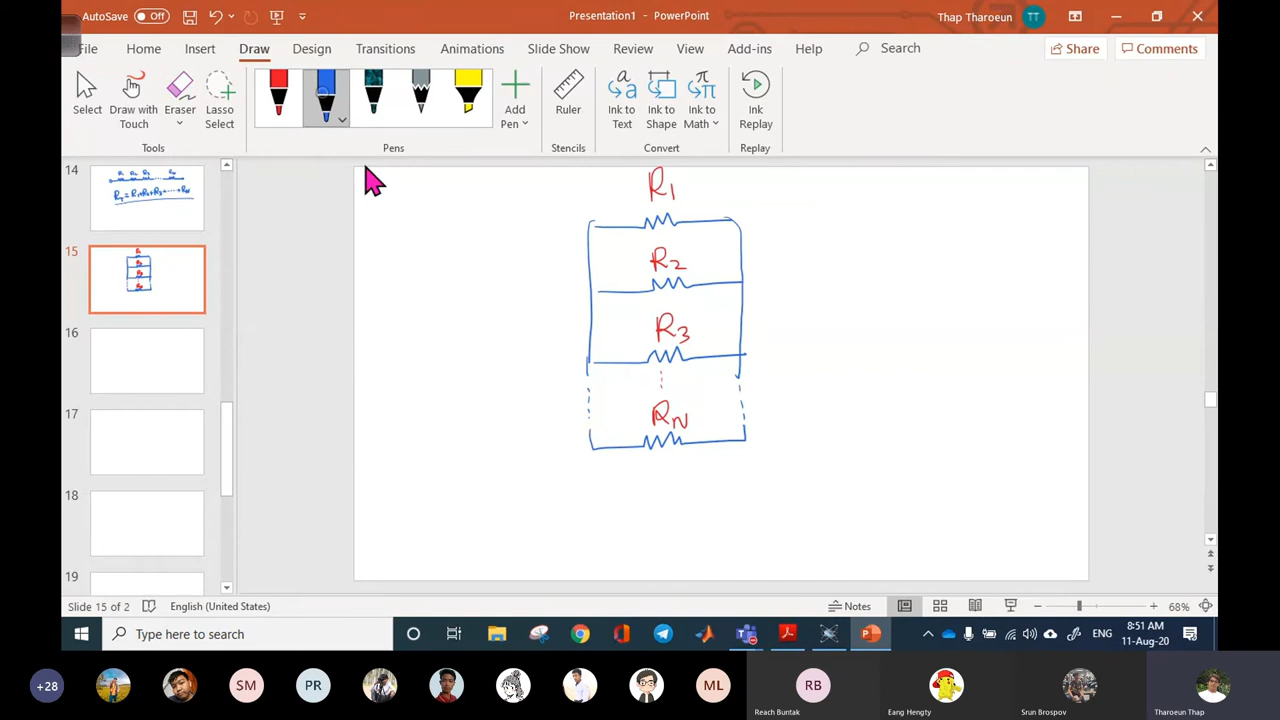 AutoSave Off
Presentation1 - PowerPoint
Thap Tharoeun TT
File Home Insert Draw Design Transitions Animations Slide Show Review View Add-ins Help Search Share Comments
Select
Draw with Touch
Eraser
Lasso Select
Add Pen
Ruler
a
Ink to Text
Ink to Shape
π
Ink to Math
Ink Replay
Tools
Pens
Stencils
Convert
Replay
14
15
16
17
18
19
R1
R2
R3
RN
Slide 15 of 2 English (United States)
Notes
68%
Type here to search
ENG
8:51 AM
11-Aug-20
+28
SM
PR
ML
RB
Reach Buntak
Eang Hengty
Srun Brospov
Tharoeun Thap